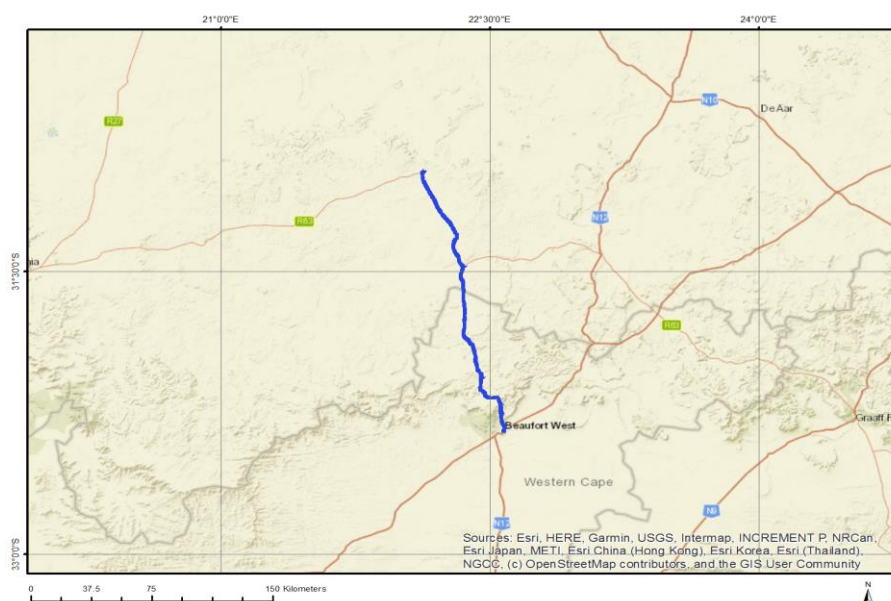 21°0'0"E 22°30'0"E 24°0'0"E
N10
De Aar
R27
R63
N12
31°30'0"S
nia
R63
Graaff R
Beaufort West
Western Cape
N9
N12
Sources: Esri, HERE, Garmin, USGS, Intermap, INCREMENT P, NRCan,
Esri Japan, METI, Esri China (Hong Kong), Esri Korea, Esri (Thailand),
NGCC, (c) OpenStreetMap contributors, and the GIS User Community
33°0'0"S
0 37.5 75 150 Kilometers
N